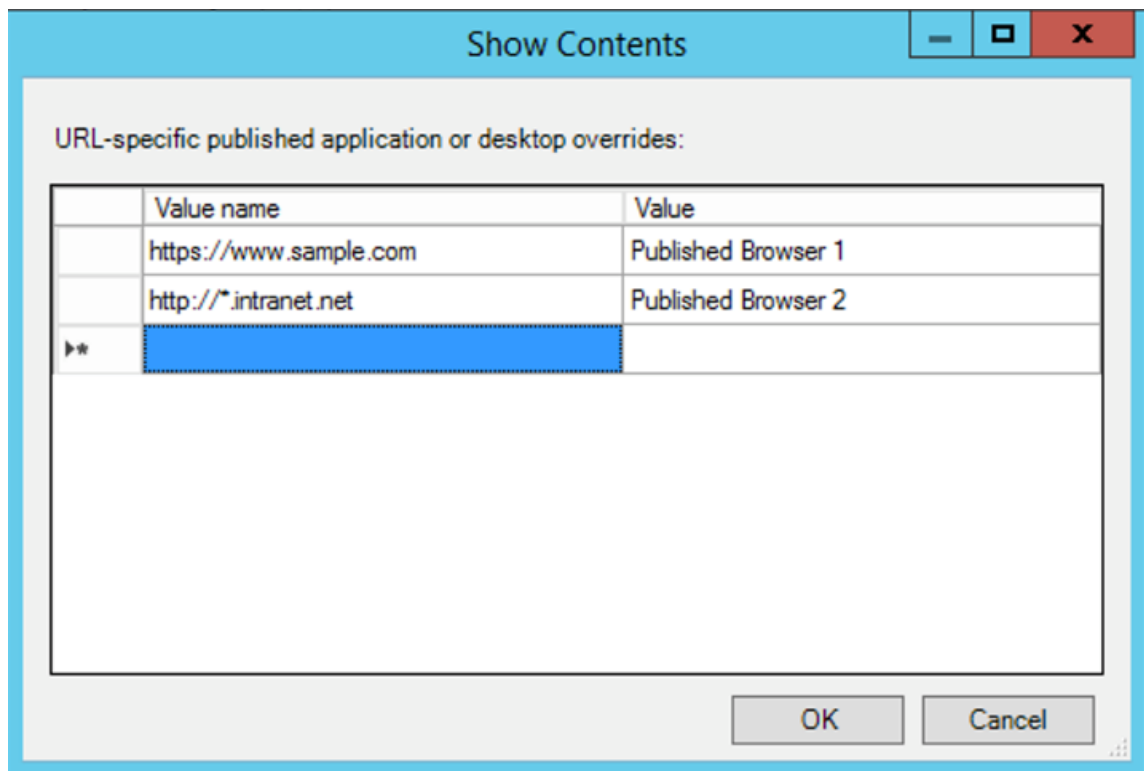 Show Contents
URL-specific published application or desktop overrides:
Value name Value
https://www.sample.com Published Browser 1
http://*.intranet.net Published Browser 2
OK Cancel